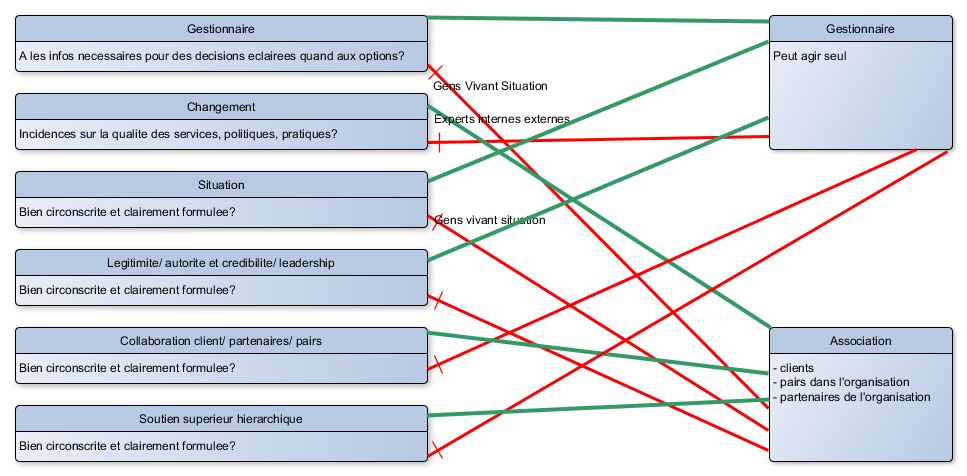 Gestionnaire
A les infos necessaires pour des decisions eclairees quand aux options?
Gens Vivant Situation
Changement
Incidences sur la qualite des services, politiques, pratiques?
Experts internes externes
Situation
Bien circonscrite et clairement formulee?
Gens vivant situation
Legitimite/ autorite et credibilite/ leadership
Bien circonscrite et clairement formulee?
Collaboration client/ partenaires/ pairs
Bien circonscrite et clairement formulee?
Soutien superieur hierarchique
Bien circonscrite et clairement formulee?
Gestionnaire
Peut agir seul
Association
- clients
- pairs dans l'organisation
- partenaires de l'organisation